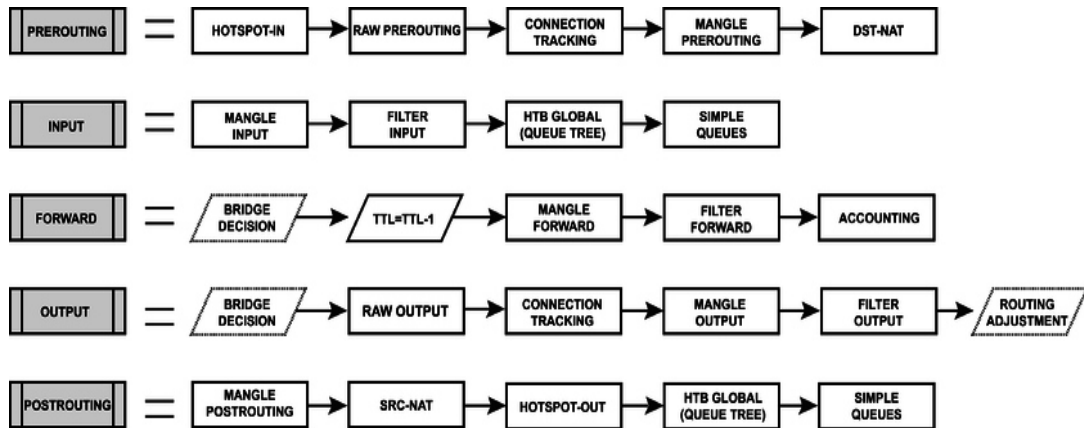 PREROUTING
HOTSPOT-IN
RAW PREROUTING
CONNECTION
TRACKING
MANGLE
PREROUTING
DST-NAT
INPUT
MANGLE
INPUT
FILTER
INPUT
HTB GLOBAL
(QUEUE TREE)
SIMPLE
QUEUES
FORWARD
BRIDGE
DECISION
TTL=TTL-1
MANGLE
FORWARD
FILTER
FORWARD
ACCOUNTING
OUTPUT
BRIDGE
DECISION
RAW OUTPUT
CONNECTION
TRACKING
MANGLE
OUTPUT
FILTER
OUTPUT
ROUTING
ADJUSTMENT
POSTROUTING
MANGLE
POSTROUTING
SRC-NAT
HOTSPOT-OUT
HTB GLOBAL
(QUEUE TREE)
SIMPLE
QUEUES